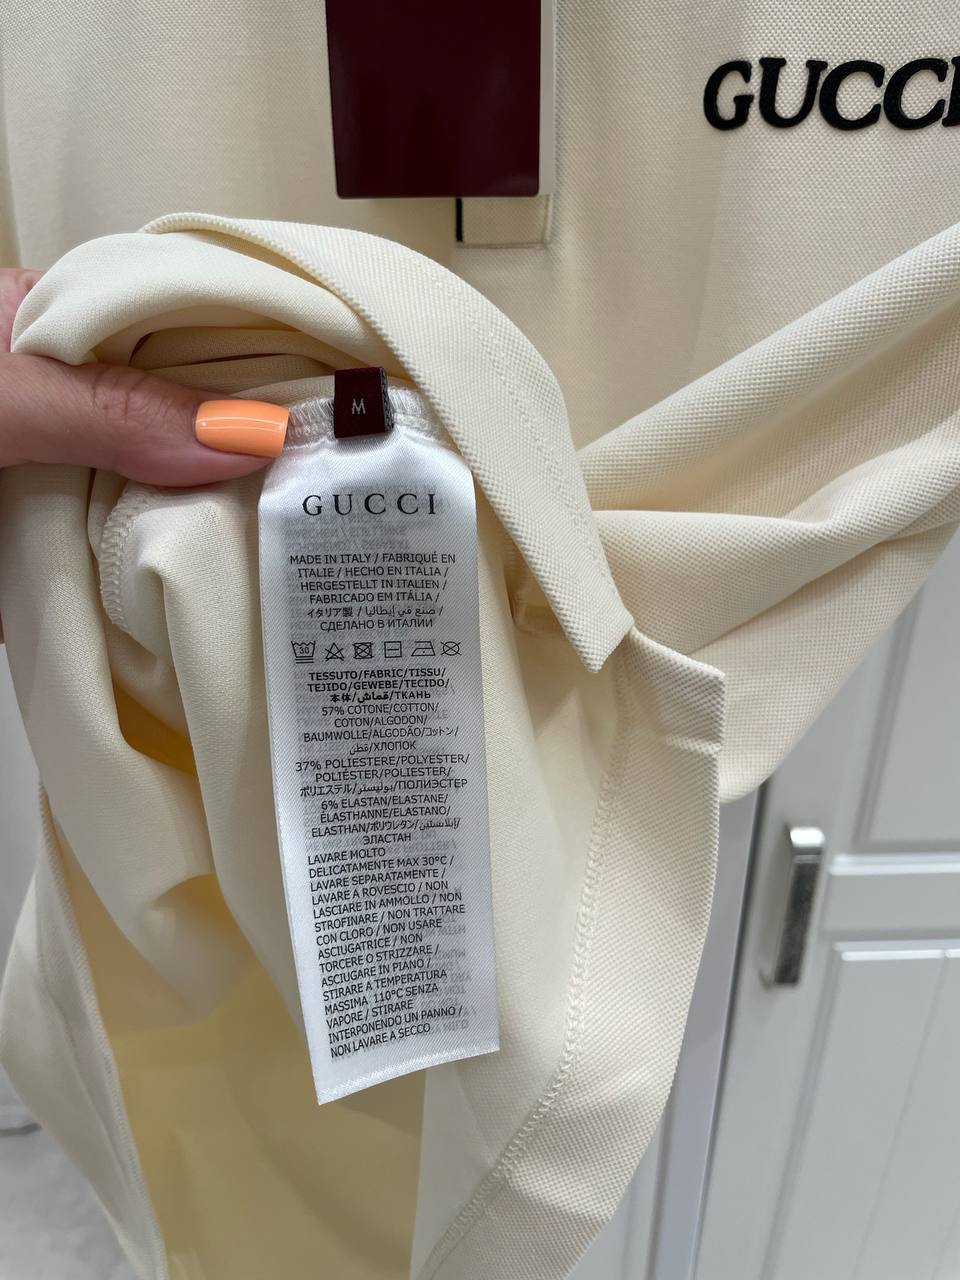 GUCCI
M
GUCCI
MADE IN ITALY / FABRIQUÉ EN
ITALIE / HECHO EN ITALIA /
HERGESTELLT IN ITALIEN /
FABRICADO EM ITÁLIA /
イタリア製 / صنع في إيطاليا /
СДЕЛАНО В ИТАЛИИ
30
TESSUTO/FABRIC/TISSU/
TEJIDO/GEWEBE/TECIDO/
本体/قماش/ТКАНЬ
57% COTONE/COTTON/
COTON/ALGODON/
BAUMWOLLE/ALGODÃO/コットン/
قطن/ХЛОПОК
37% POLIESTERE/POLYESTER/
POLIÉSTER/POLIESTER/
ポリエステル/بوليستر/ПОЛИЭСТЕР
6% ELASTAN/ELASTANE/
ÉLASTHANNE/ELASTANO/
ELASTHAN/ポリウレタン/إيلاستين/
ЭЛАСТАН
LAVARE MOLTO
DELICATAMENTE MAX 30°C /
LAVARE SEPARATAMENTE /
LAVARE A ROVESCIO / NON
LASCIARE IN AMMOLLO / NON
STROFINARE / NON TRATTARE
CON CLORO / NON USARE
ASCIUGATRICE / NON
TORCERE O STRIZZARE /
ASCIUGARE IN PIANO /
STIRARE A TEMPERATURA
MASSIMA 110°C SENZA
VAPORE / STIRARE
INTERPONENDO UN PANNO /
NON LAVARE A SECCO